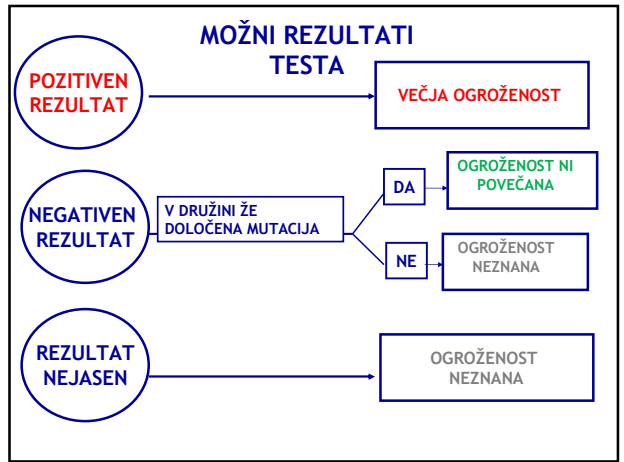 MOŽNI REZULTATI
TESTA
POZITIVEN
REZULTAT
VEČJA OGROŽENOST
NEGATIVEN
REZULTAT
V DRUŽINI ŽE
DOLOČENA MUTACIJA
DA
OGROŽENOST NI
POVEČANA
NE
OGROŽENOST
NEZNANA
REZULTAT
NEJASEN
OGROŽENOST
NEZNANA